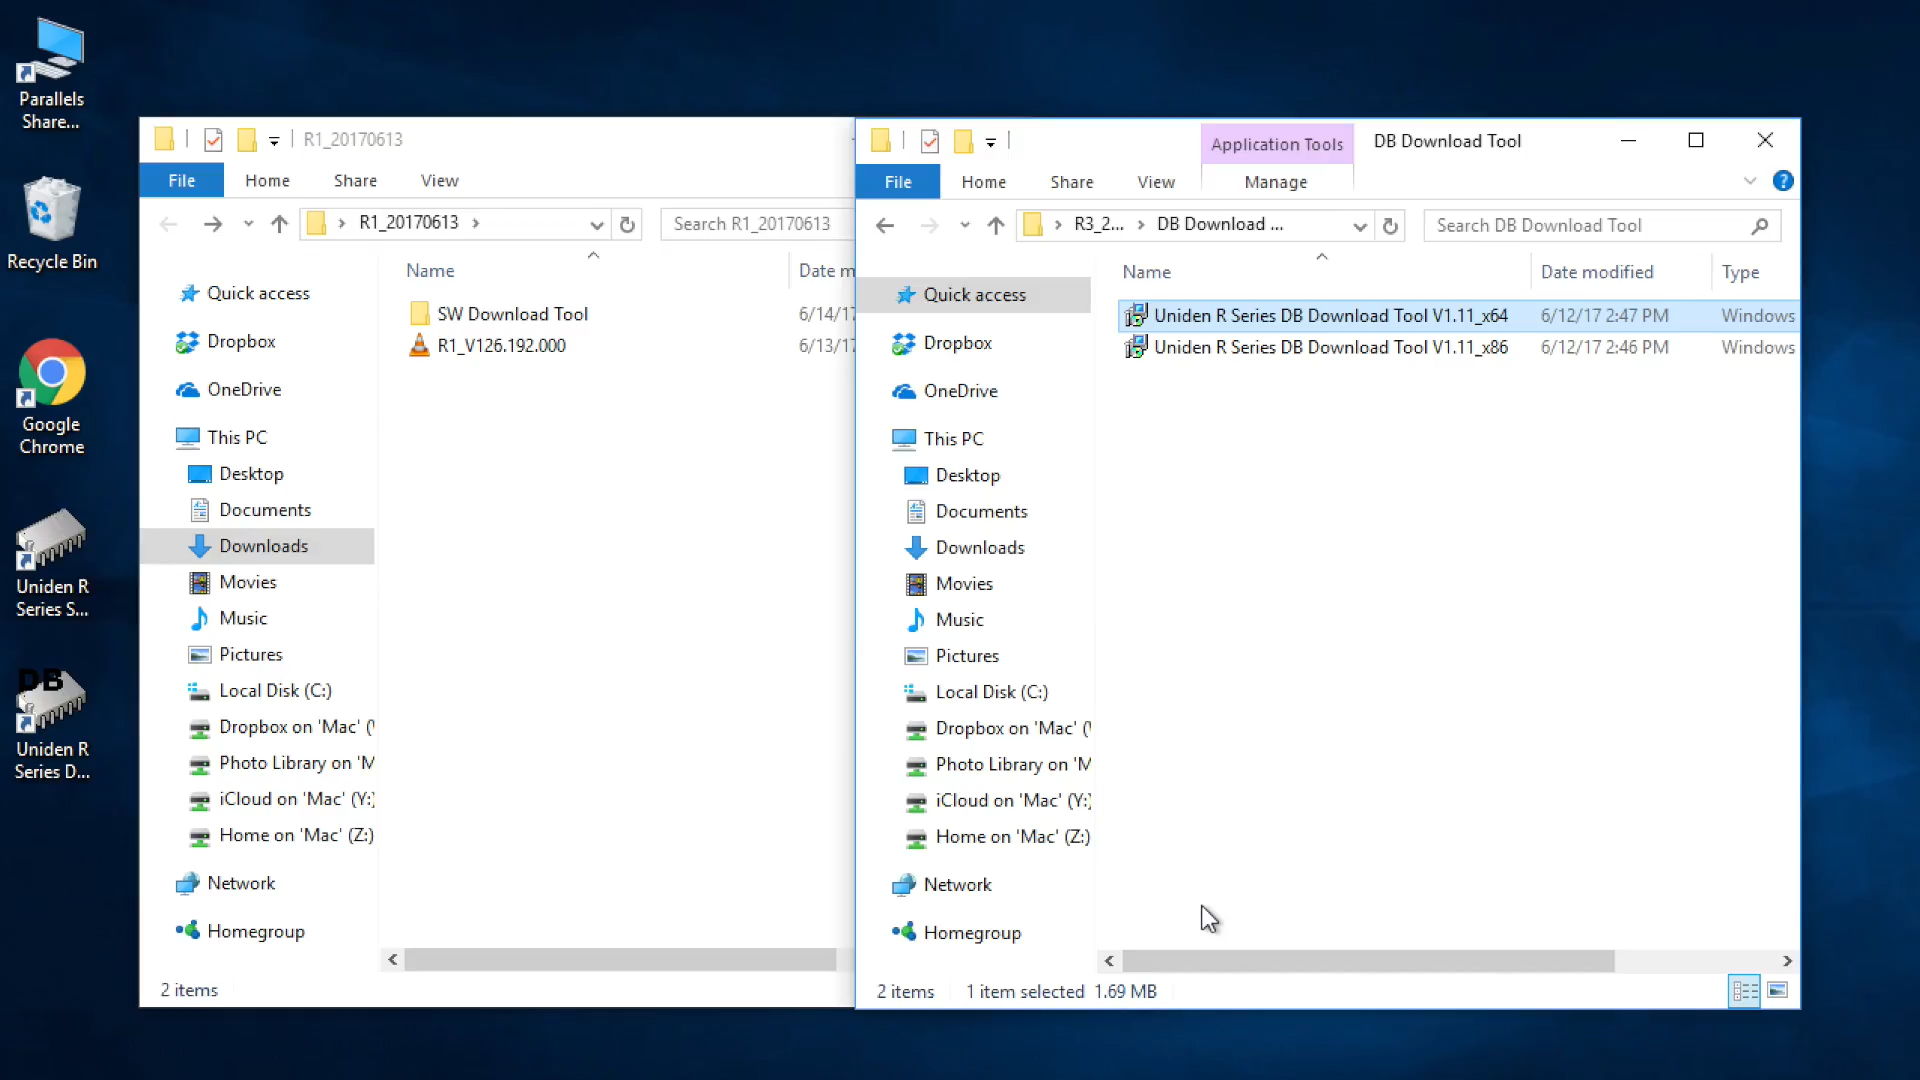 Parallels
Share...
Recycle Bin
Google
Chrome
Uniden R
Series S...
DB
Uniden R
Series D...
R1_20170613
File
Home
Share
View
R1_20170613
Search R1_20170613
Name
Date m
Quick access
Dropbox
OneDrive
This PC
Desktop
Documents
Downloads
Movies
Music
Pictures
Local Disk (C:)
Dropbox on 'Mac' (
Photo Library on 'M
iCloud on 'Mac' (Y:)
Home on 'Mac' (Z:)
Network
Homegroup
SW Download Tool
6/14/17
R1_V126.192.000
6/13/17
2 items
Application Tools
DB Download Tool
File
Home
Share
View
Manage
?
R3_2...
DB Download ...
Search DB Download Tool
Name
Date modified
Type
Quick access
Dropbox
OneDrive
This PC
Desktop
Documents
Downloads
Movies
Music
Pictures
Local Disk (C:)
Dropbox on 'Mac' (
Photo Library on 'M
iCloud on 'Mac' (Y:)
Home on 'Mac' (Z:)
Network
Homegroup
Uniden R Series DB Download Tool V1.11_x64
6/12/17 2:47 PM
Windows
Uniden R Series DB Download Tool V1.11_x86
6/12/17 2:46 PM
Windows
2 items
1 item selected 1.69 MB